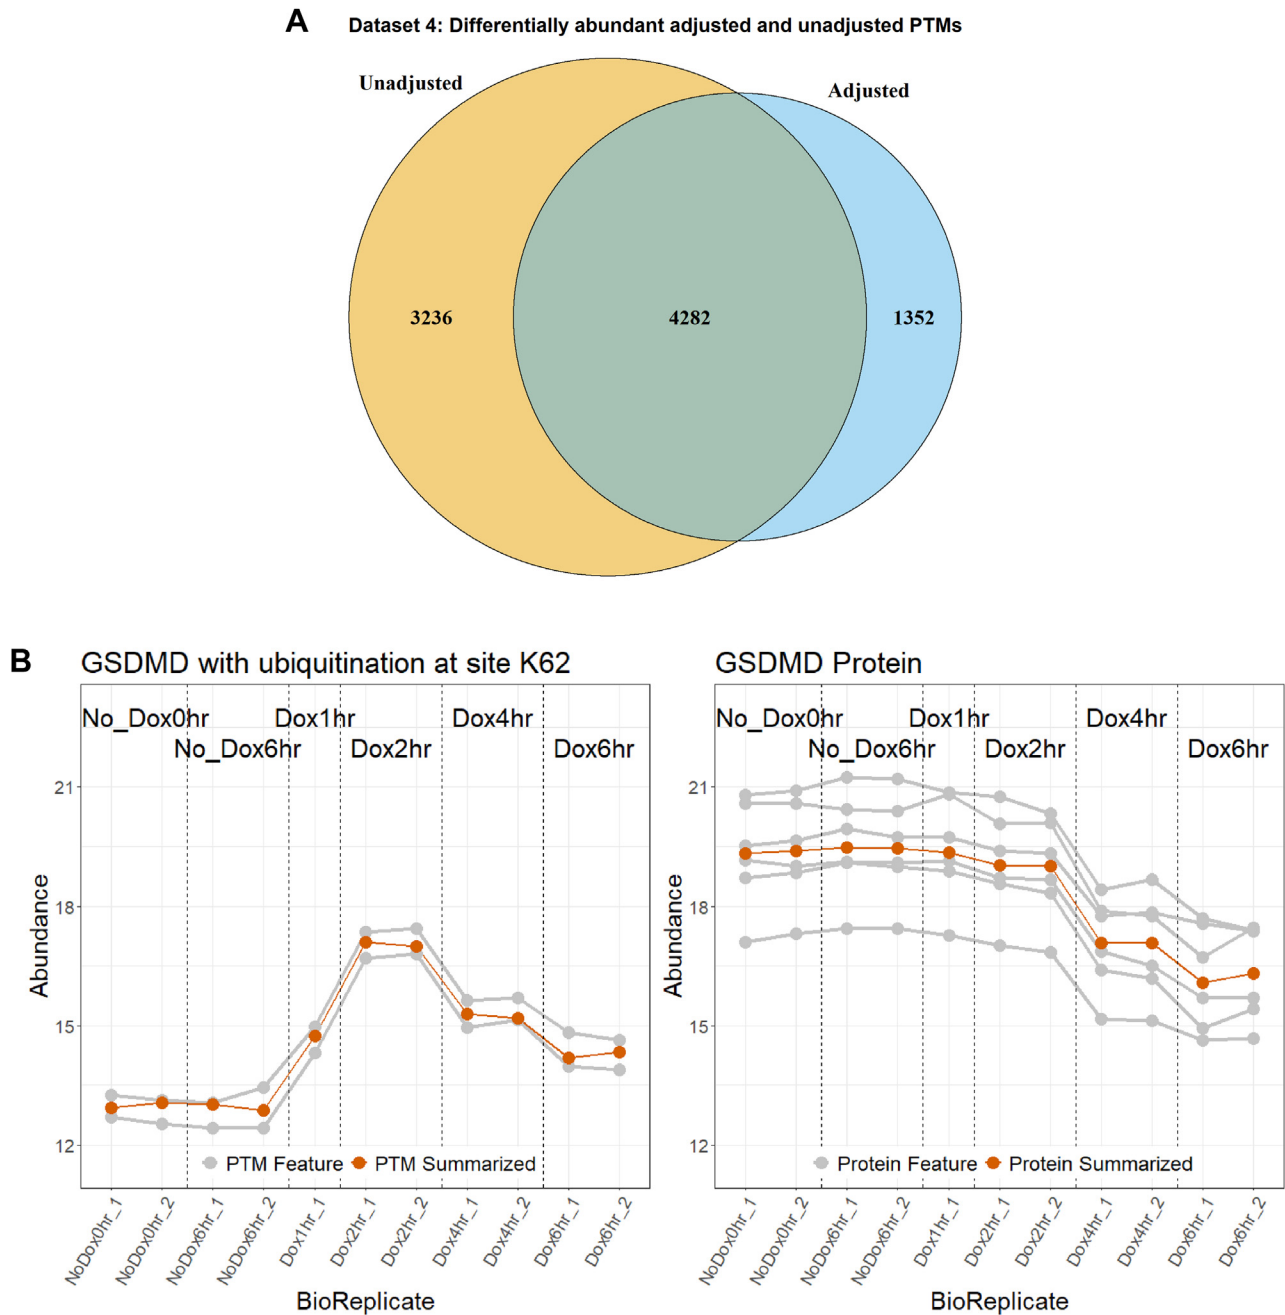 A
Dataset 4: Differentially abundant adjusted and unadjusted PTMs
Unadjusted
Adjusted
3236
4282
1352
B
GSDMD with ubiquitination at site K62
No_Dox0hr
Dox1hr
Dox4hr
No_Dox6hr
Dox2hr
Dox6hr
21
18
15
12
Abundance
PTM Feature
PTM Summarized
NoDox0hr_1
NoDox0hr_2
NoDox6hr_1
NoDox6hr_2
Dox1hr_1
Dox2hr_1
Dox2hr_2
Dox4hr_1
Dox4hr_2
Dox6hr_1
Dox6hr_2
BioReplicate
GSDMD Protein
No_Dox0hr
Dox1hr
Dox4hr
No_Dox6hr
Dox2hr
Dox6hr
21
18
15
12
Abundance
Protein Feature
Protein Summarized
NoDox0hr_1
NoDox0hr_2
NoDox6hr_1
NoDox6hr_2
Dox1hr_1
Dox2hr_1
Dox2hr_2
Dox4hr_1
Dox4hr_2
Dox6hr_1
Dox6hr_2
BioReplicate